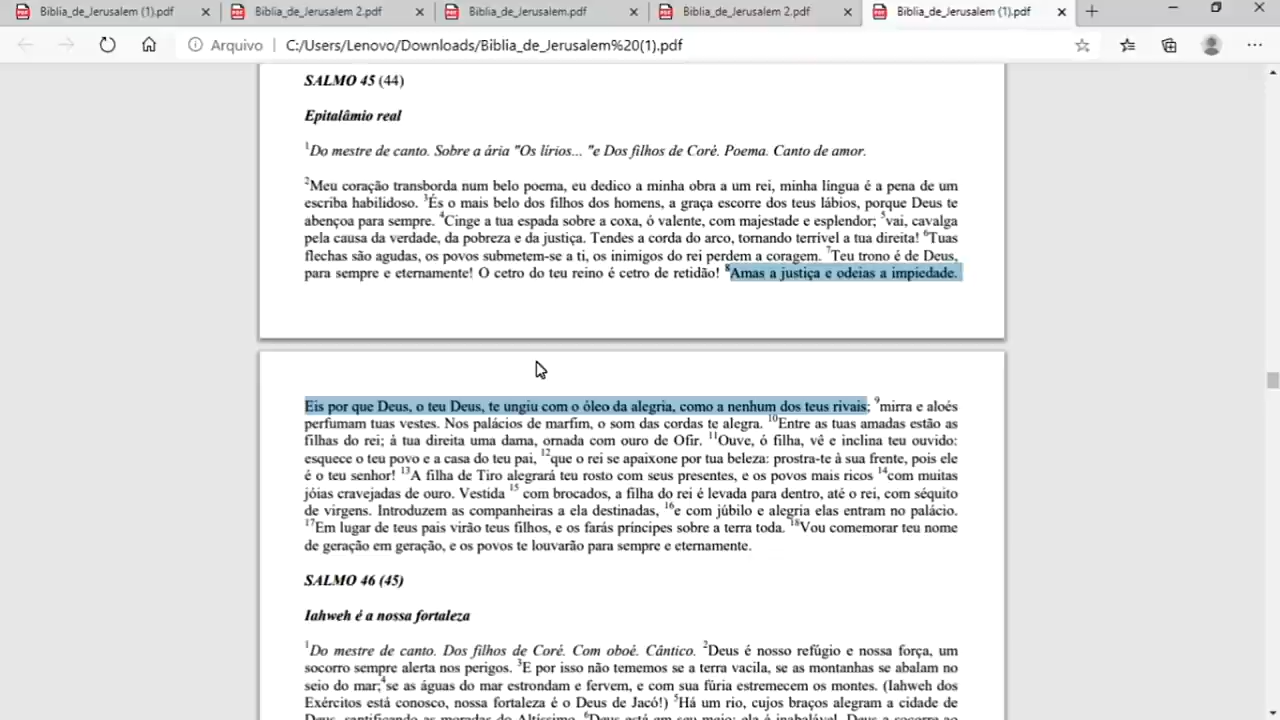 Biblia_de_Jerusalem (1).pdf
Biblia_de_Jerusalem 2.pdf
Biblia_de_Jerusalem.pdf
Biblia_de_Jerusalem 2.pdf
Biblia_de_Jerusalem (1).pdf
Arquivo | C:/Users/Lenovo/Downloads/Biblia_de_Jerusalem%20(1).pdf
SALMO 45 (44)
Epitalâmio real
1Do mestre de canto. Sobre a ária "Os lírios... "e Dos filhos de Coré. Poema. Canto de amor.
2Meu coração transborda num belo poema, eu dedico a minha obra a um rei, minha língua é a pena de um
escriba habilidoso. 3És o mais belo dos filhos dos homens, a graça escorre dos teus lábios, porque Deus te
abençoa para sempre. 4Cinge a tua espada sobre a coxa, ó valente, com majestade e esplendor; 5vai, cavalga
pela causa da verdade, da pobreza e da justiça. Tendes a corda do arco, tornando terrível a tua direita! 6Tuas
flechas são agudas, os povos submetem-se a ti, os inimigos do rei perdem a coragem. 7Teu trono é de Deus,
para sempre e eternamente! O cetro do teu reino é cetro de retidão! 8Amas a justiça e odeias a impiedade.
Eis por que Deus, o teu Deus, te ungiu com o óleo da alegria, como a nenhum dos teus rivais; 9mirra e aloés
perfumam tuas vestes. Nos palácios de marfim, o som das cordas te alegra. 10Entre as tuas amadas estão as
filhas do rei; à tua direita uma dama, ornada com ouro de Ofir. 11Ouve, ó filha, vê e inclina teu ouvido:
esquece o teu povo e a casa do teu pai, 12que o rei se apaixone por tua beleza: prostra-te à sua frente, pois ele
é o teu senhor! 13A filha de Tiro alegrará teu rosto com seus presentes, e os povos mais ricos 14com muitas
jóias cravejadas de ouro. Vestida 15 com brocados, a filha do rei é levada para dentro, até o rei, com séquito
de virgens. Introduzem as companheiras a ela destinadas, 16e com júbilo e alegria elas entram no palácio.
17Em lugar de teus pais virão teus filhos, e os farás príncipes sobre a terra toda. 18Vou comemorar teu nome
de geração em geração, e os povos te louvarão para sempre e eternamente.
SALMO 46 (45)
Iahweh é a nossa fortaleza
1Do mestre de canto. Dos filhos de Coré. Com oboé. Cântico. 2Deus é nosso refúgio e nossa força, um
socorro sempre alerta nos perigos. 3E por isso não tememos se a terra vacila, se as montanhas se abalam no
seio do mar;4se as águas do mar estrondam e fervem, e com sua fúria estremecem os montes. (Iahweh dos
Exércitos está conosco, nossa fortaleza é o Deus de Jacó!) 5Há um rio, cujos braços alegram a cidade de
Deus, santificando as moradas do Altíssimo. 6Deus está em seu meio: ela é inabalável, Deus a socorre ao